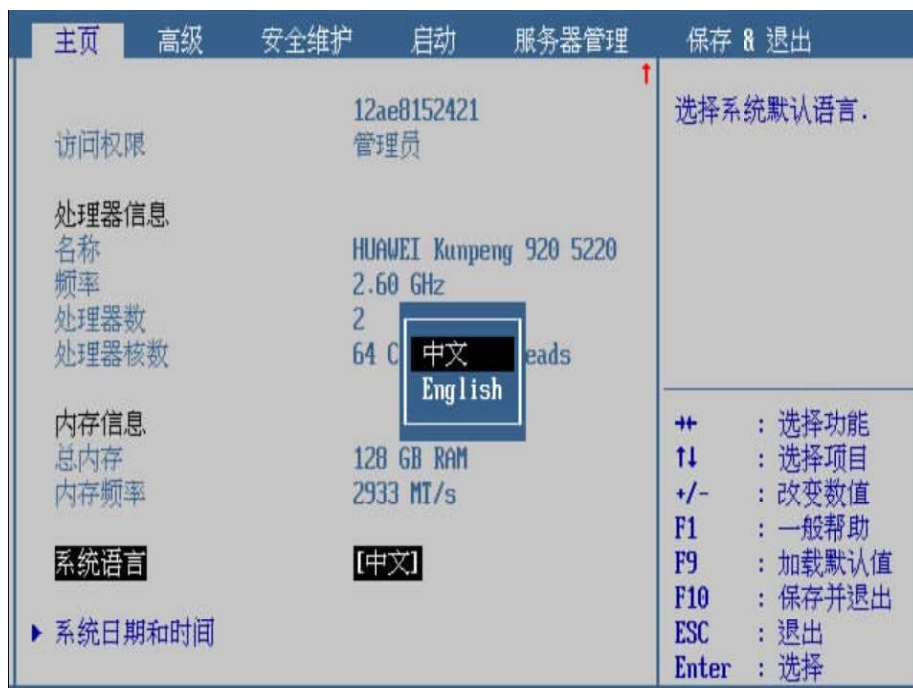 主页 高级 安全维护 启动 服务器管理 保存 & 退出
12ae8152421
访问权限 管理员
处理器信息
名称 HUAWEI Kunpeng 920 5220
频率 2.60 GHz
处理器数 2
处理器核数 64 C eads
内存信息
总内存 128 GB RAM
内存频率 2933 MT/s
系统语言 [中文]
系统日期和时间
中文
English
选择系统默认语言.
→← : 选择功能
↑↓ : 选择项目
+/- : 改变数值
F1 : 一般帮助
F9 : 加载默认值
F10 : 保存并退出
ESC : 退出
Enter : 选择